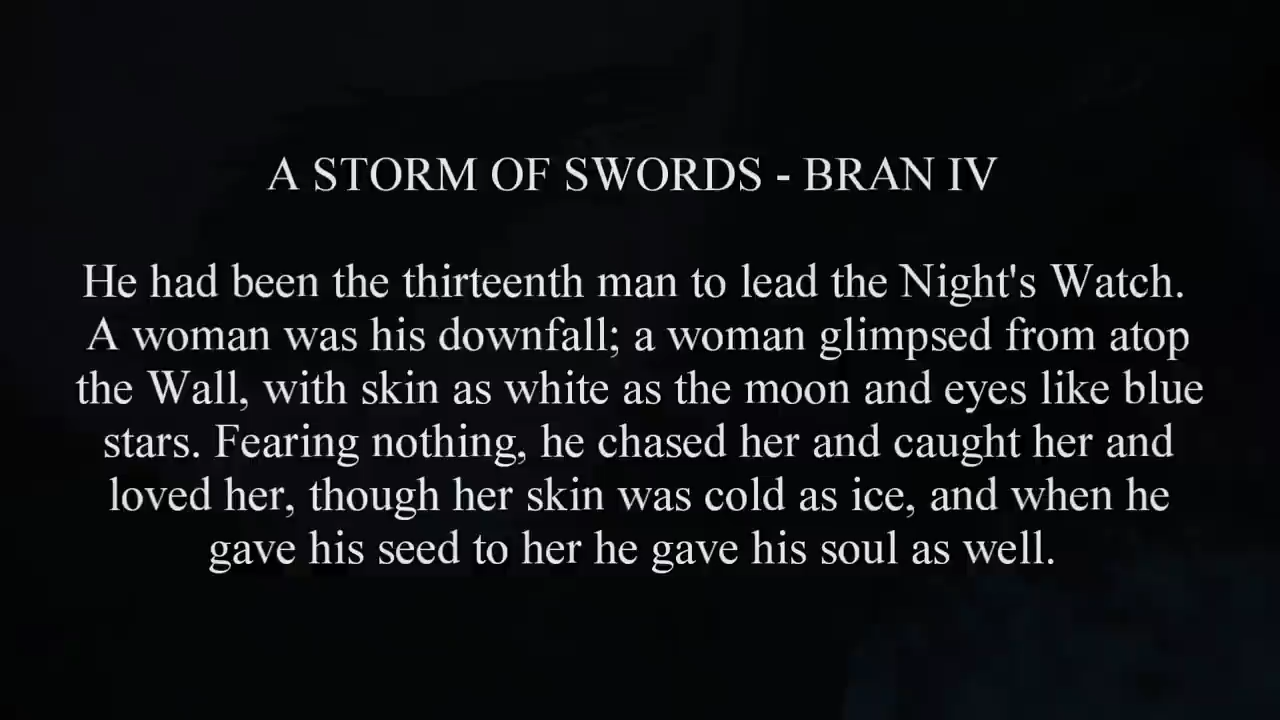 A STORM OF SWORDS - BRAN IV
He had been the thirteenth man to lead the Night's Watch.
A woman was his downfall; a woman glimpsed from atop
the Wall, with skin as white as the moon and eyes like blue
stars. Fearing nothing, he chased her and caught her and
loved her, though her skin was cold as ice, and when he
gave his seed to her he gave his soul as well.